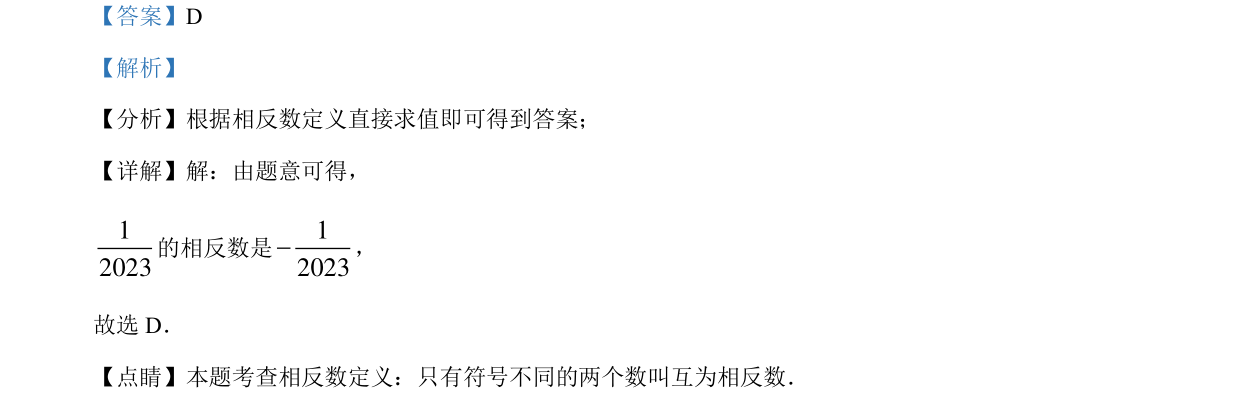 【答案】D
【解析】
【分析】根据相反数定义直接求值即可得到答案；
【详解】解：由题意可得，
1/2023 的相反数是 −1/2023，
故选 D．
【点睛】本题考查相反数定义：只有符号不同的两个数叫互为相反数．